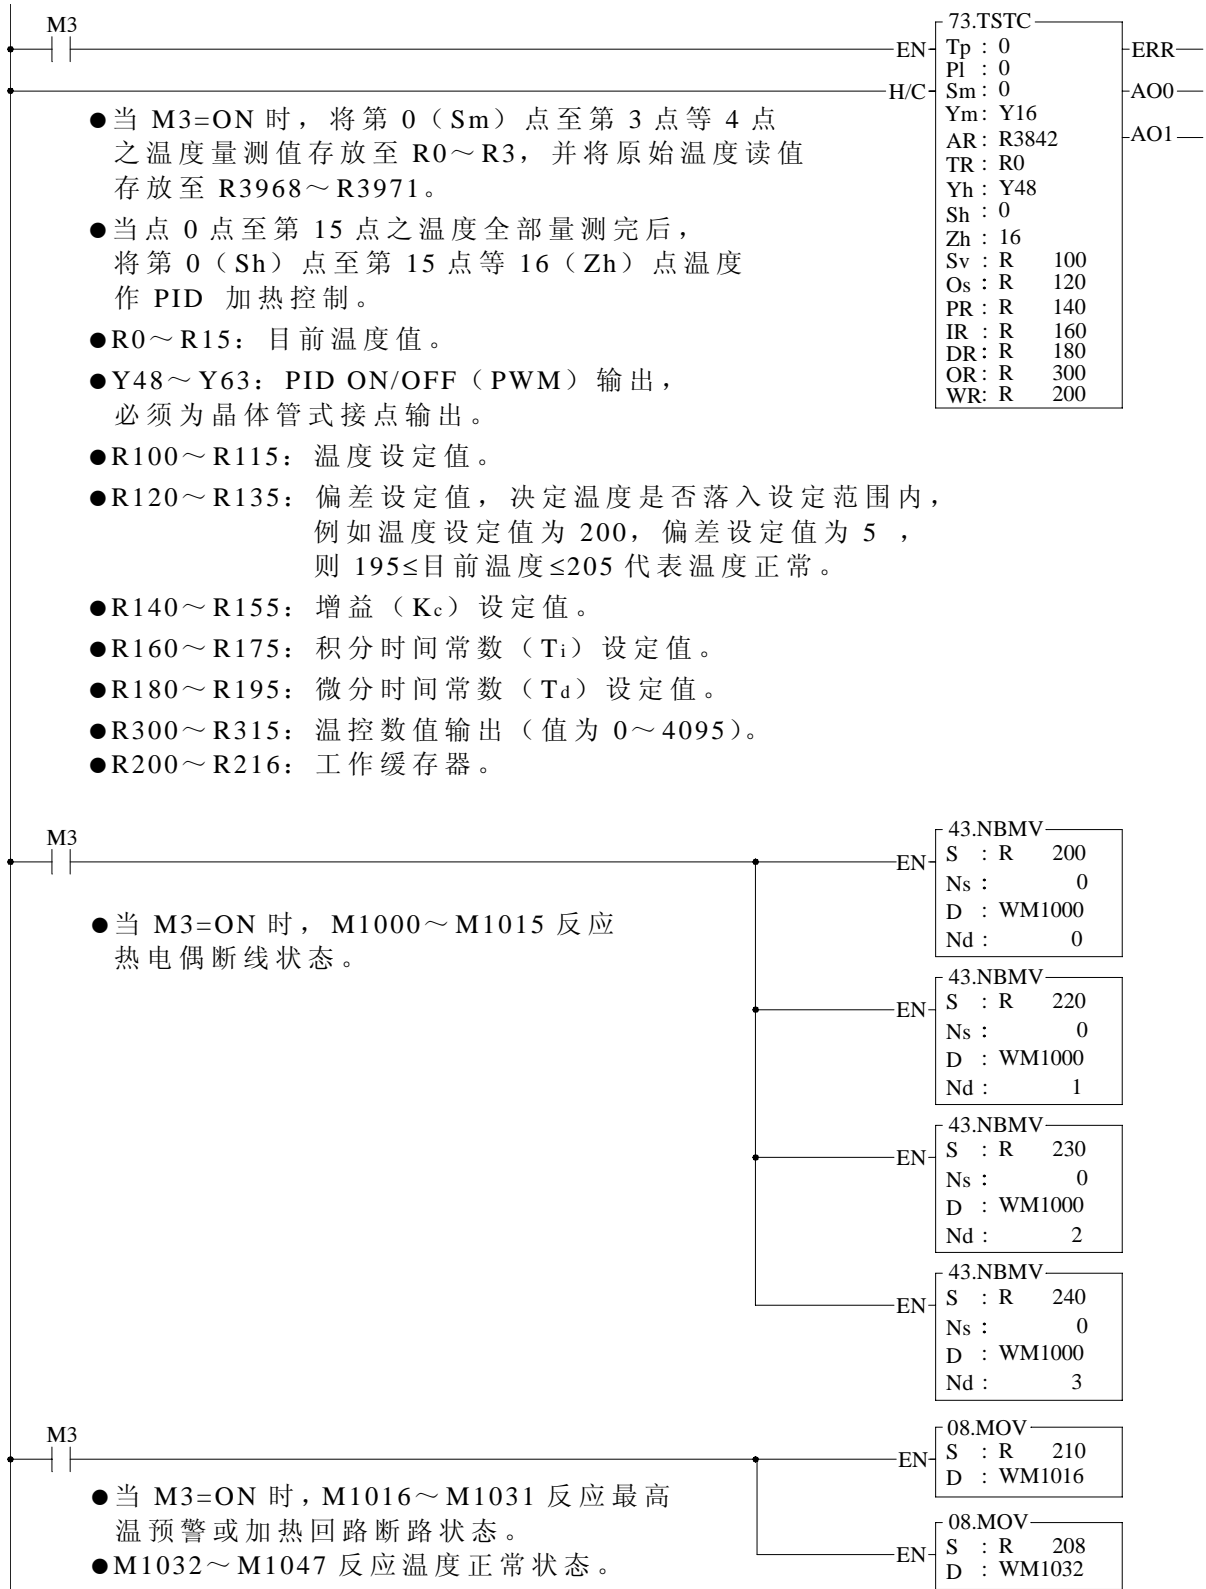 M3
EN
H/C
73.TSTC
Tp : 0
Pl : 0
Sm : 0
Ym : Y16
AR : R3842
TR : R0
Yh : Y48
Sh : 0
Zh : 16
Sv : R 100
Os : R 120
PR : R 140
IR : R 160
DR : R 180
OR : R 300
WR: R 200
ERR
AO0
AO1
●当 M3=ON 时，将第 0（Sm）点至第 3 点等 4 点
之温度量测值存放至 R0～R3，并将原始温度读值
存放至 R3968～R3971。
●当点 0 点至第 15 点之温度全部量测完后，
将第 0（Sh）点至第 15 点等 16（Zh）点温度
作 PID 加热控制。
●R0～R15：目前温度值。
●Y48～Y63：PID ON/OFF（PWM）输出，
必须为晶体管式接点输出。
●R100～R115：温度设定值。
●R120～R135：偏差设定值，决定温度是否落入设定范围内，
例如温度设定值为 200，偏差设定值为 5 ，
则 195≤目前温度≤205 代表温度正常。
●R140～R155：增益（Kc）设定值。
●R160～R175：积分时间常数（Ti）设定值。
●R180～R195：微分时间常数（Td）设定值。
●R300～R315：温控数值输出（值为 0～4095）。
●R200～R216：工作缓存器。
M3
EN
43.NBMV
S : R 200
Ns : 0
D : WM1000
Nd : 0
●当 M3=ON 时，M1000～M1015 反应
热电偶断线状态。
EN
43.NBMV
S : R 220
Ns : 0
D : WM1000
Nd : 1
EN
43.NBMV
S : R 230
Ns : 0
D : WM1000
Nd : 2
EN
43.NBMV
S : R 240
Ns : 0
D : WM1000
Nd : 3
M3
EN
08.MOV
S : R 210
D : WM1016
●当 M3=ON 时，M1016～M1031 反应最高
温预警或加热回路断路状态。
●M1032～M1047 反应温度正常状态。
EN
08.MOV
S : R 208
D : WM1032